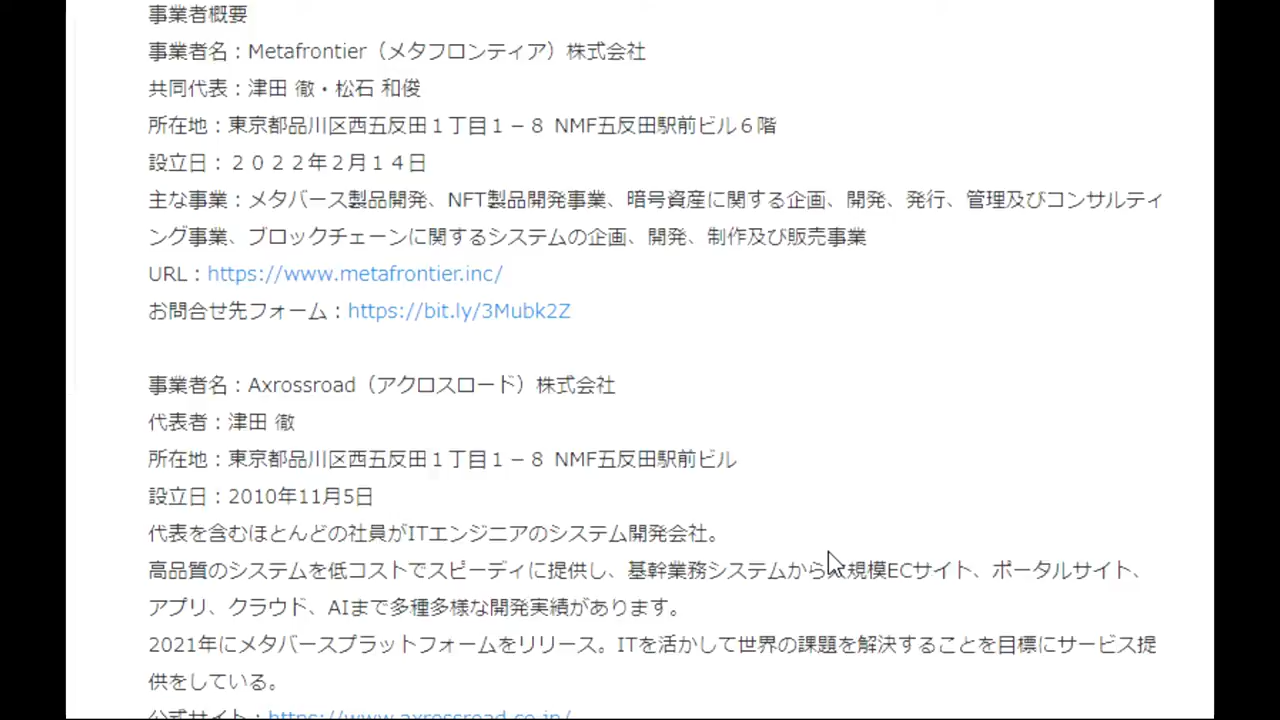 事業者概要
事業者名：Metafrontier（メタフロンティア）株式会社
共同代表：津田 徹・松石 和俊
所在地：東京都品川区西五反田１丁目１－８ NMF五反田駅前ビル６階
設立日：２０２２年２月１４日
主な事業：メタバース製品開発、NFT製品開発事業、暗号資産に関する企画、開発、発行、管理及びコンサルティ
ング事業、ブロックチェーンに関するシステムの企画、開発、制作及び販売事業
URL：https://www.metafrontier.inc/
お問合せ先フォーム：https://bit.ly/3Mubk2Z
事業者名：Axrossroad（アクロスロード）株式会社
代表者：津田 徹
所在地：東京都品川区西五反田１丁目１－８ NMF五反田駅前ビル
設立日：2010年11月5日
代表を含むほとんどの社員がITエンジニアのシステム開発会社。
高品質のシステムを低コストでスピーディに提供し、基幹業務システムから大規模ECサイト、ポータルサイト、
アプリ、クラウド、AIまで多種多様な開発実績があります。
2021年にメタバースプラットフォームをリリース。ITを活かして世界の課題を解決することを目標にサービス提
供をしている。
公式サイト：https://www.axrossroad.co.jp/